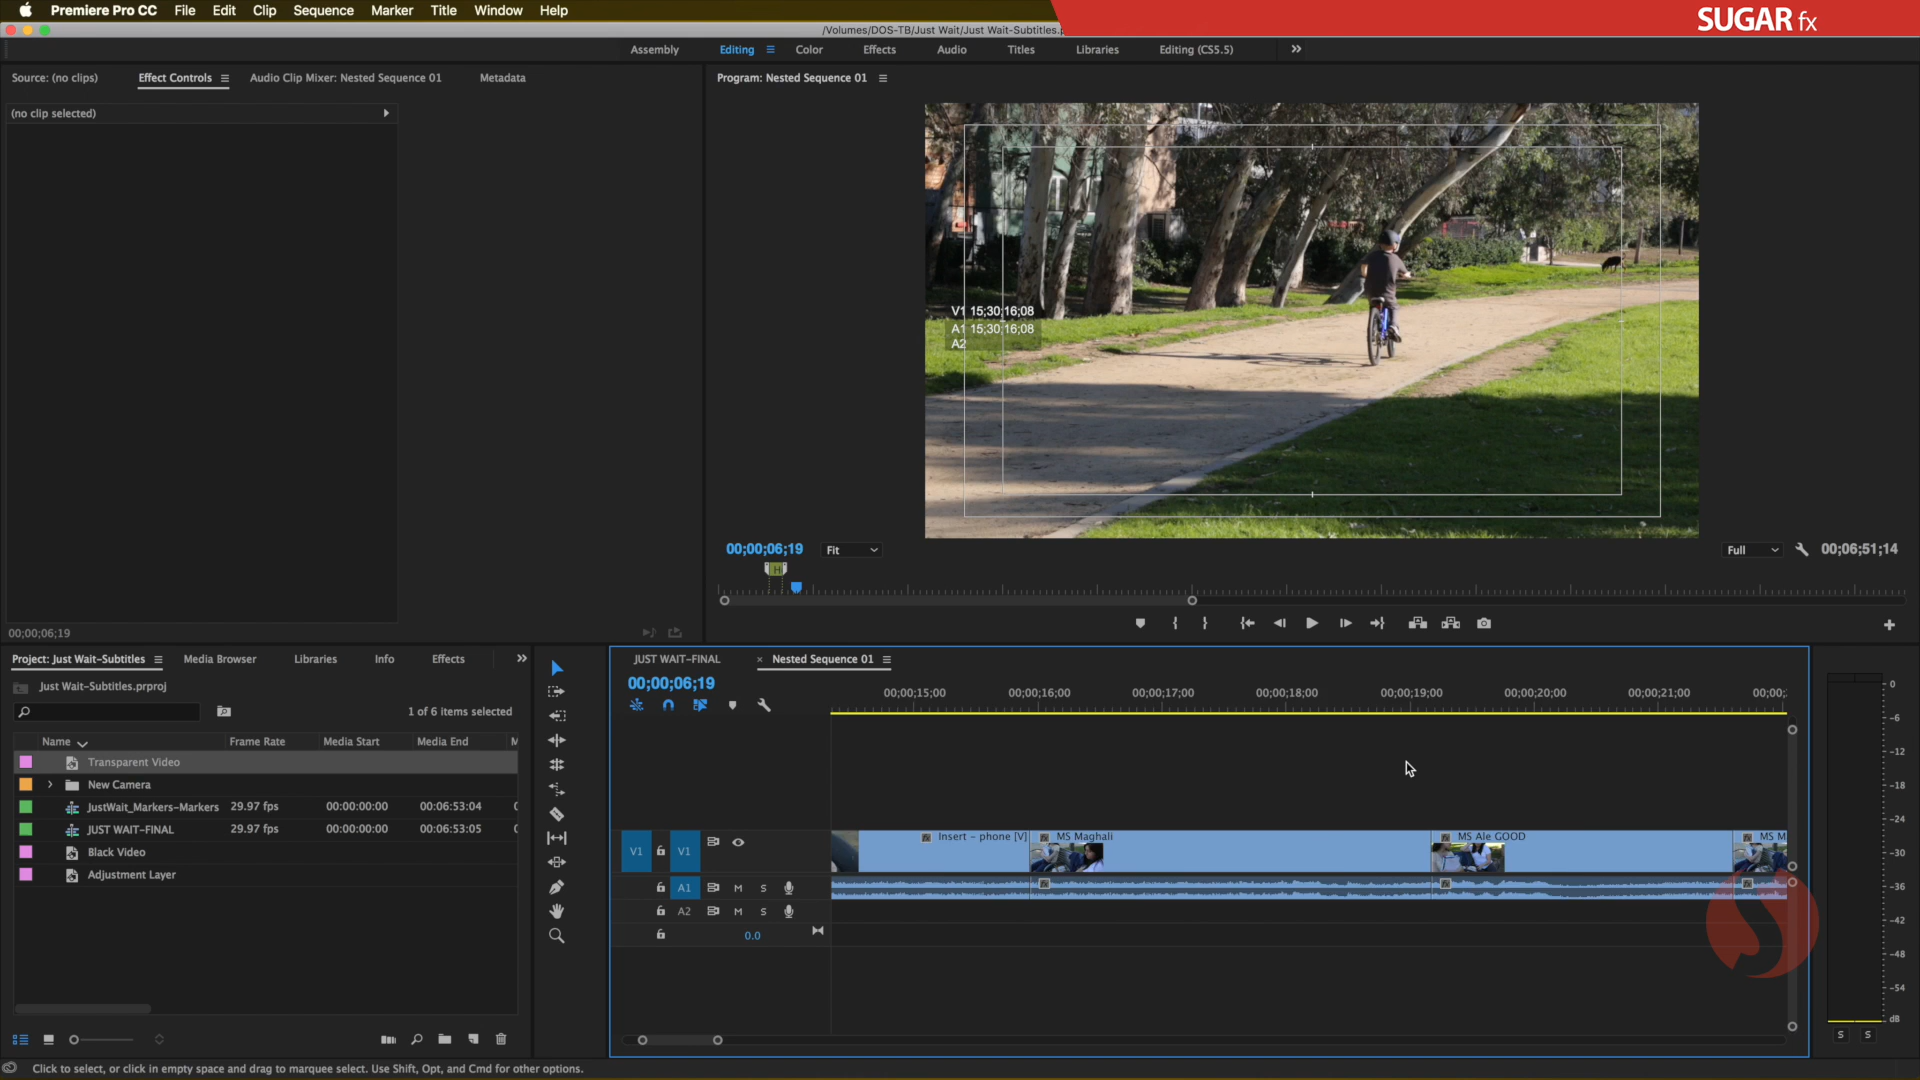 Premiere Pro CC File Edit Clip Sequence Marker Title Window Help
SUGAR fx
/Volumes/DOS-TB/Just Wait/Just Wait-Subtitles.p
Assembly Editing Color Effects Audio Titles Libraries Editing (CS5.5)
Source: (no clips) Effect Controls Audio Clip Mixer: Nested Sequence 01 Metadata
Program: Nested Sequence 01
(no clip selected)
V1 15;30;16;08
A1 15;30;16;08
A2
00;00;06;19 Fit Full 00;06;51;14
H
00;00;06;19
Project: Just Wait-Subtitles Media Browser Libraries Info Effects
Just Wait-Subtitles.prproj
1 of 6 items selected
Name Frame Rate Media Start Media End M
Transparent Video
New Camera
JustWait_Markers-Markers 29.97 fps 00:00:00:00 00:06:53:04 0
JUST WAIT-FINAL 29.97 fps 00:00:00:00 00:06:53:05 0
Black Video
Adjustment Layer
JUST WAIT-FINAL × Nested Sequence 01
00;00;06;19
00;00;15;00 00;00;16;00 00;00;17;00 00;00;18;00 00;00;19;00 00;00;20;00 00;00;21;00 00;00;
V1 V1 fx Insert - phone [V] fx MS Maghali fx MS Ale GOOD fx MS M
A1 M S fx fx fx
A2 M S
0.0
0
-6
-12
-18
-24
-30
-36
-42
-48
-54
dB
S S
Click to select, or click in empty space and drag to marquee select. Use Shift, Opt, and Cmd for other options.